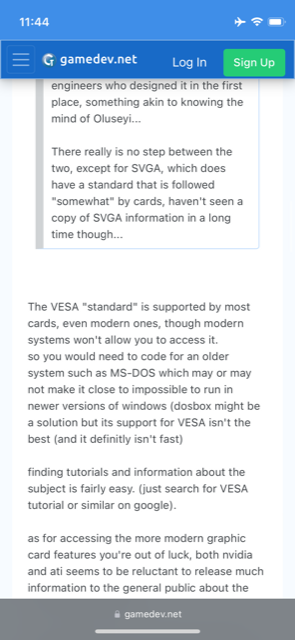 11:44
gamedev.net
Log In
Sign Up
engineers who designed it in the first
place, something akin to knowing the
mind of Oluseyi...
There really is no step between the
two, except for SVGA, which does
have a standard that is followed
"somewhat" by cards, haven't seen a
copy of SVGA information in a long
time though...
The VESA "standard" is supported by most
cards, even modern ones, though modern
systems won't allow you to access it.
so you would need to code for an older
system such as MS-DOS which may or may
not make it close to impossible to run in
newer versions of windows (dosbox might be
a solution but its support for VESA isn't the
best (and it definitly isn't fast)
finding tutorials and information about the
subject is fairly easy. (just search for VESA
tutorial or similar on google).
as for accessing the more modern graphic
card features you're out of luck, both nvidia
and ati seems to be reluctant to release much
information to the general public about the
gamedev.net